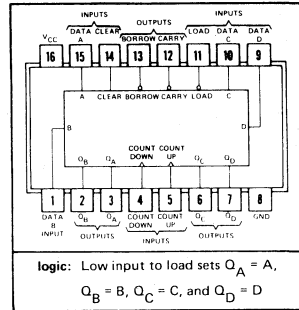 INPUTS INPUTS
OUTPUTS
VCC DATA A CLEAR BORROW CARRY LOAD DATA C DATA D
16 15 14 13 12 11 10 9
A CLEAR BORROW CARRY LOAD C
B D
QB QA COUNT DOWN COUNT UP QC QD
1 2 3 4 5 6 7 8
DATA B INPUT QB QA COUNT DOWN COUNT UP QC QD GND
OUTPUTS INPUTS OUTPUTS
logic: Low input to load sets QA = A,
QB = B, QC = C, and QD = D